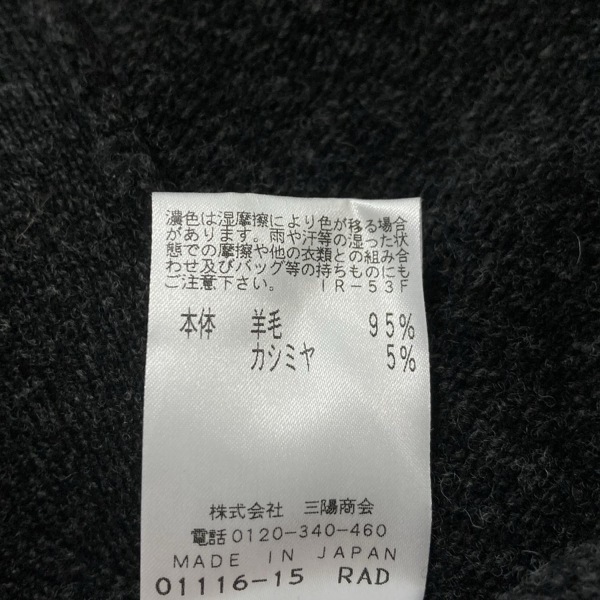 濃色は湿摩擦により色が移る場合
があります。雨や汗等の湿った状
態での摩擦や他の衣類との組み合
わせ及びバッグ等の持ちものにも
ご注意下さい。 IR-53F
本体 羊毛 95%
カシミヤ 5%
株式会社 三陽商会
電話0120-340-460
MADE IN JAPAN
01116-15 RAD